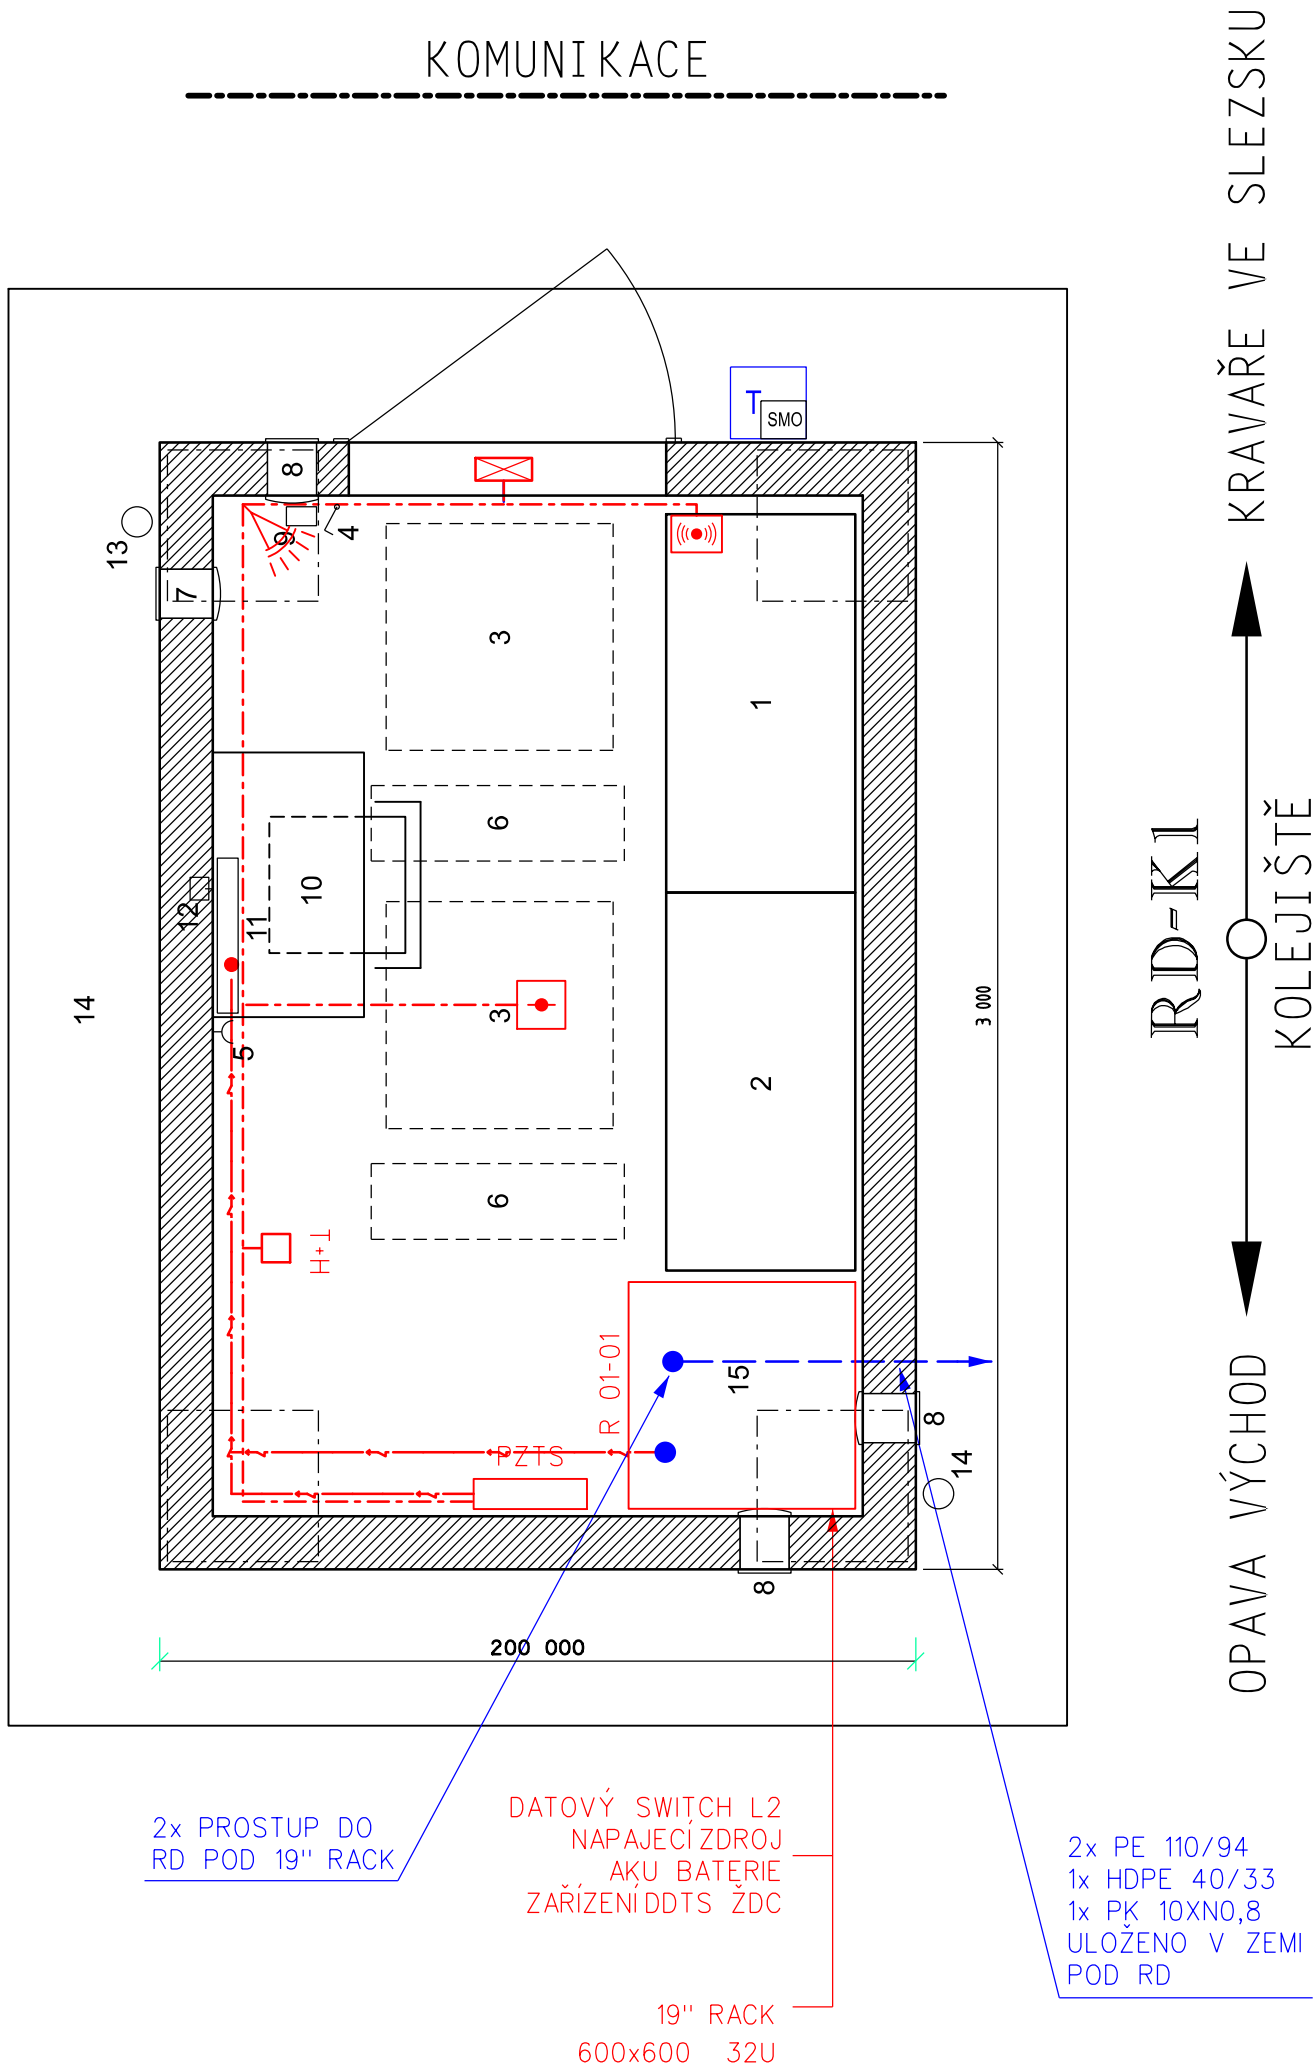 KOMUNIKACE
KRAVAŘE VE SLEZSKU
T
SMO
8
9
4
13
7
3
1
6
10
12
11
14
3
5
2
6
T+H
R 01-01
15
PZTS
8
14
8
3 000
200 000
RD-K1
KOLEJIŠTĚ
OPAVA VÝCHOD
2x PROSTUP DO
RD POD 19" RACK
DATOVÝ SWITCH L2
NAPAJECÍ ZDROJ
AKU BATERIE
ZAŘÍZENÍ DDTS ŽDC
19" RACK
600x600 32U
2x PE 110/94
1x HDPE 40/33
1x PK 10XN0,8
ULOŽENO V ZEMI
POD RD